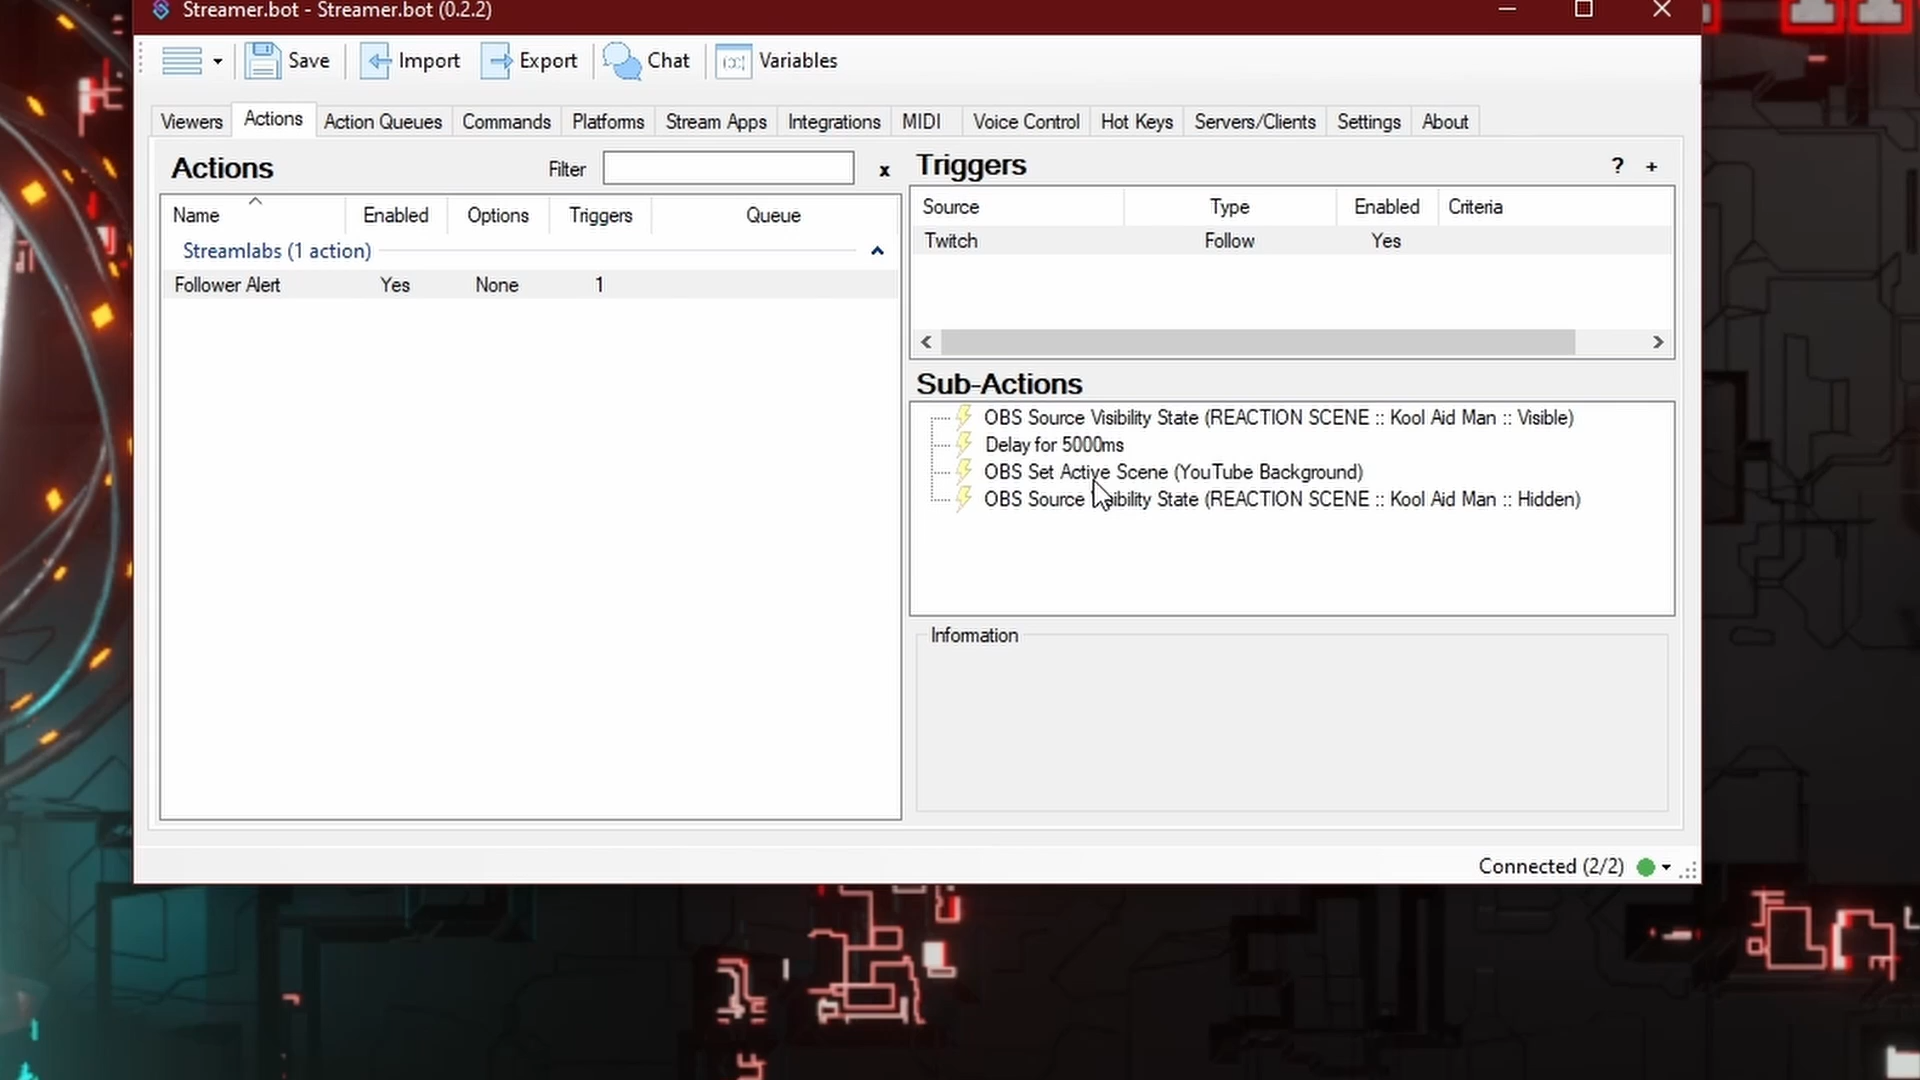 Streamer.bot - Streamer.bot (0.2.2)
Save Import Export Chat Variables
Viewers Actions Action Queues Commands Platforms Stream Apps Integrations MIDI Voice Control Hot Keys Servers/Clients Settings About
Actions Filter x
Name Enabled Options Triggers Queue
Streamlabs (1 action)
Follower Alert Yes None 1
Triggers ? +
Source Type Enabled Criteria
Twitch Follow Yes
Sub-Actions
OBS Source Visibility State (REACTION SCENE :: Kool Aid Man :: Visible)
Delay for 5000ms
OBS Set Active Scene (YouTube Background)
OBS Source Visibility State (REACTION SCENE :: Kool Aid Man :: Hidden)
Information
Connected (2/2)